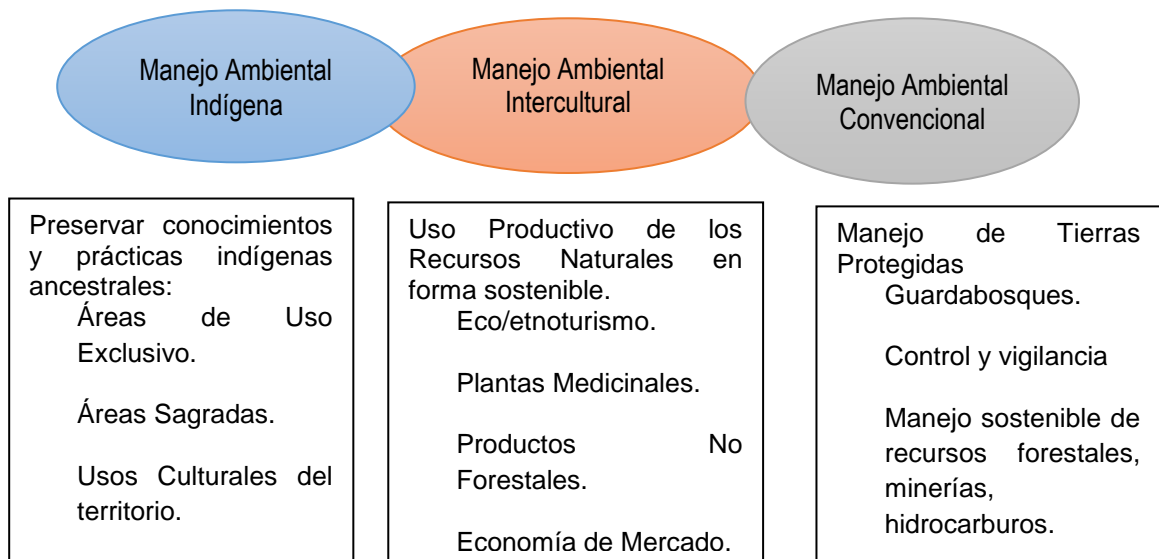 Manejo Ambiental
Indígena
Manejo Ambiental
Intercultural
Manejo Ambiental
Convencional
Preservar conocimientos
y prácticas indígenas
ancestrales:
Áreas de Uso
Exclusivo.
Áreas Sagradas.
Usos Culturales del
territorio.
Uso Productivo de los
Recursos Naturales en
forma sostenible.
Eco/etnoturismo.
Plantas Medicinales.
Productos No
Forestales.
Economía de Mercado.
Manejo de Tierras
Protegidas
Guardabosques.
Control y vigilancia
Manejo sostenible de
recursos forestales,
minerías,
hidrocarburos.